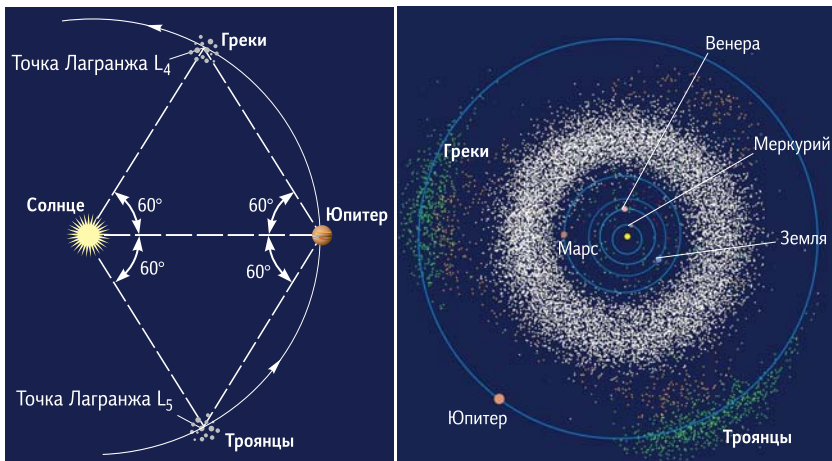 Греки
Точка Лагранжа L₄
60°
60°
Солнце
Юпитер
60°
60°
Точка Лагранжа L₅
Троянцы
Венера
Греки
Меркурий
Марс
Земля
Юпитер
Троянцы